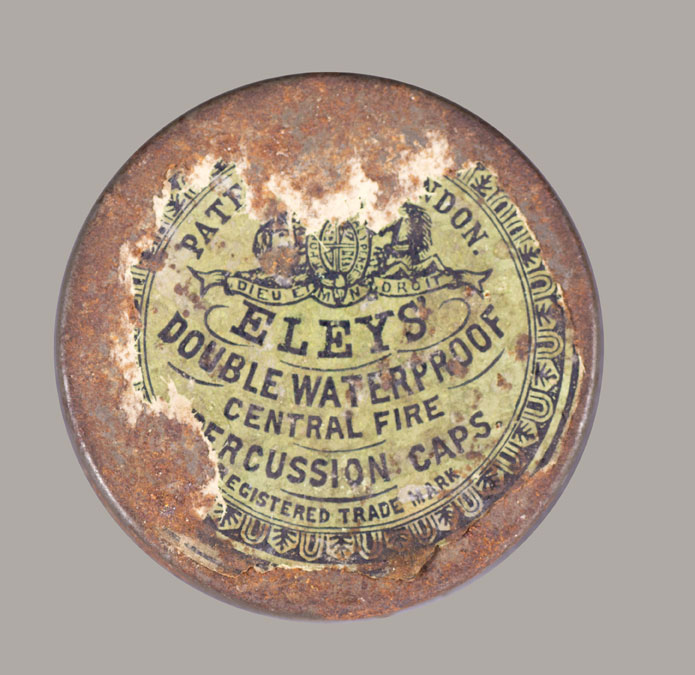 DIEU ET MON DROIT
ELEYS'
DOUBLE WATERPROOF
CENTRAL FIRE
PERCUSSION CAPS.
REGISTERED TRADE MARK